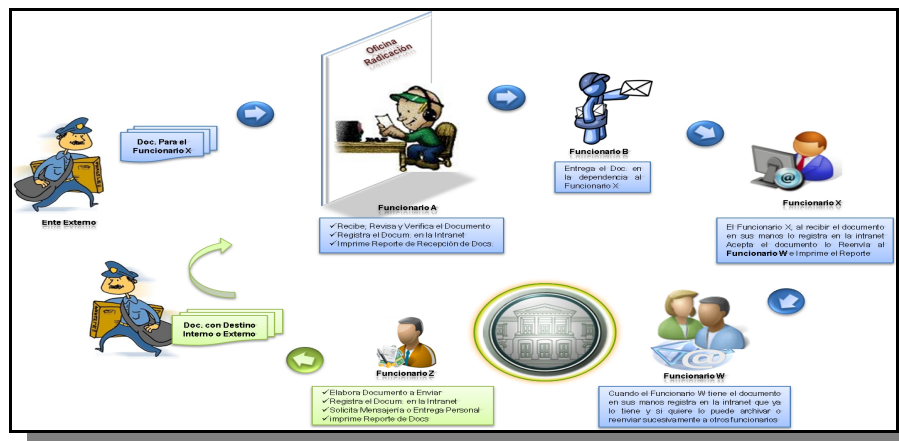 Oficina
Radicación
Doc. Para el
Funcionario X
Ente Externo
Funcionario A
✓Recibe, Revisa y Verifica el Documento
✓Registra el Docum. en la Intranet
✓Imprime Reporte de Recepción de Docs.
Funcionario B
Entrega el Doc. en
la dependencia al
Funcionario X
Funcionario X
El Funcionario X, al recibir el documento
en sus manos lo registra en la intranet
Acepta el documento lo Reenvía al
Funcionario W e Imprime el Reporte
Funcionario W
Cuando el Funcionario W tiene el documento
en sus manos registra en la intranet que ya
lo tiene y si quiere lo puede archivar o
reenviar sucesivamente a otros funcionarios
Funcionario Z
✓Elabora Documento a Enviar
✓Registra el Docum. en la Intranet
✓Solicita Mensajería o Entrega Personal
✓imprime Reporte de Docs
Doc. con Destino
Interno o Externo